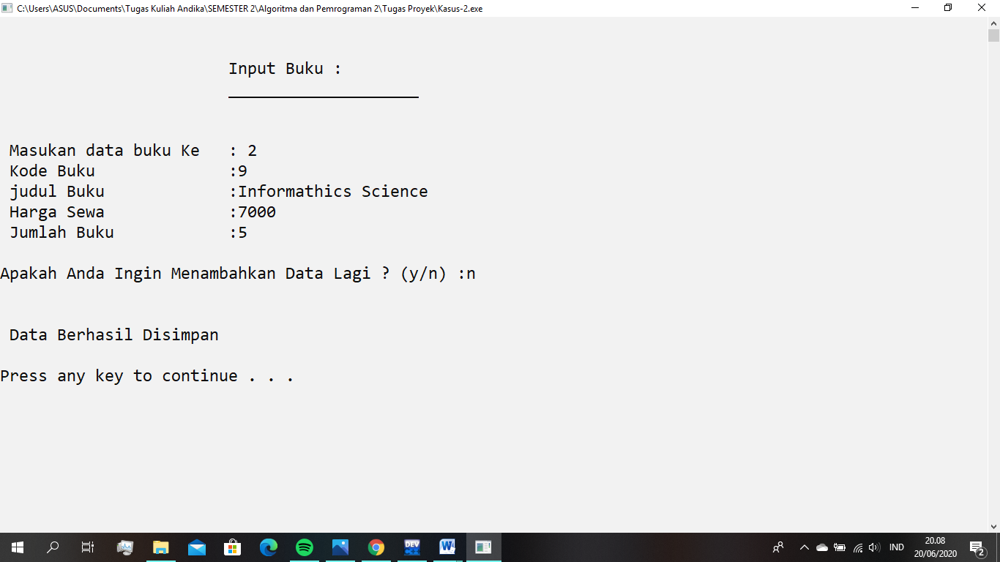 C:\Users\ASUS\Documents\Tugas Kuliah Andika\SEMESTER 2\Algoritma dan Pemrograman 2\Tugas Proyek\Kasus-2.exe
Input Buku :
Masukan data buku Ke : 2
Kode Buku :9
judul Buku :Informathics Science
Harga Sewa :7000
Jumlah Buku :5
Apakah Anda Ingin Menambahkan Data Lagi ? (y/n) :n
Data Berhasil Disimpan
Press any key to continue . . .
DEV
W
IND
20.08
20/06/2020
2